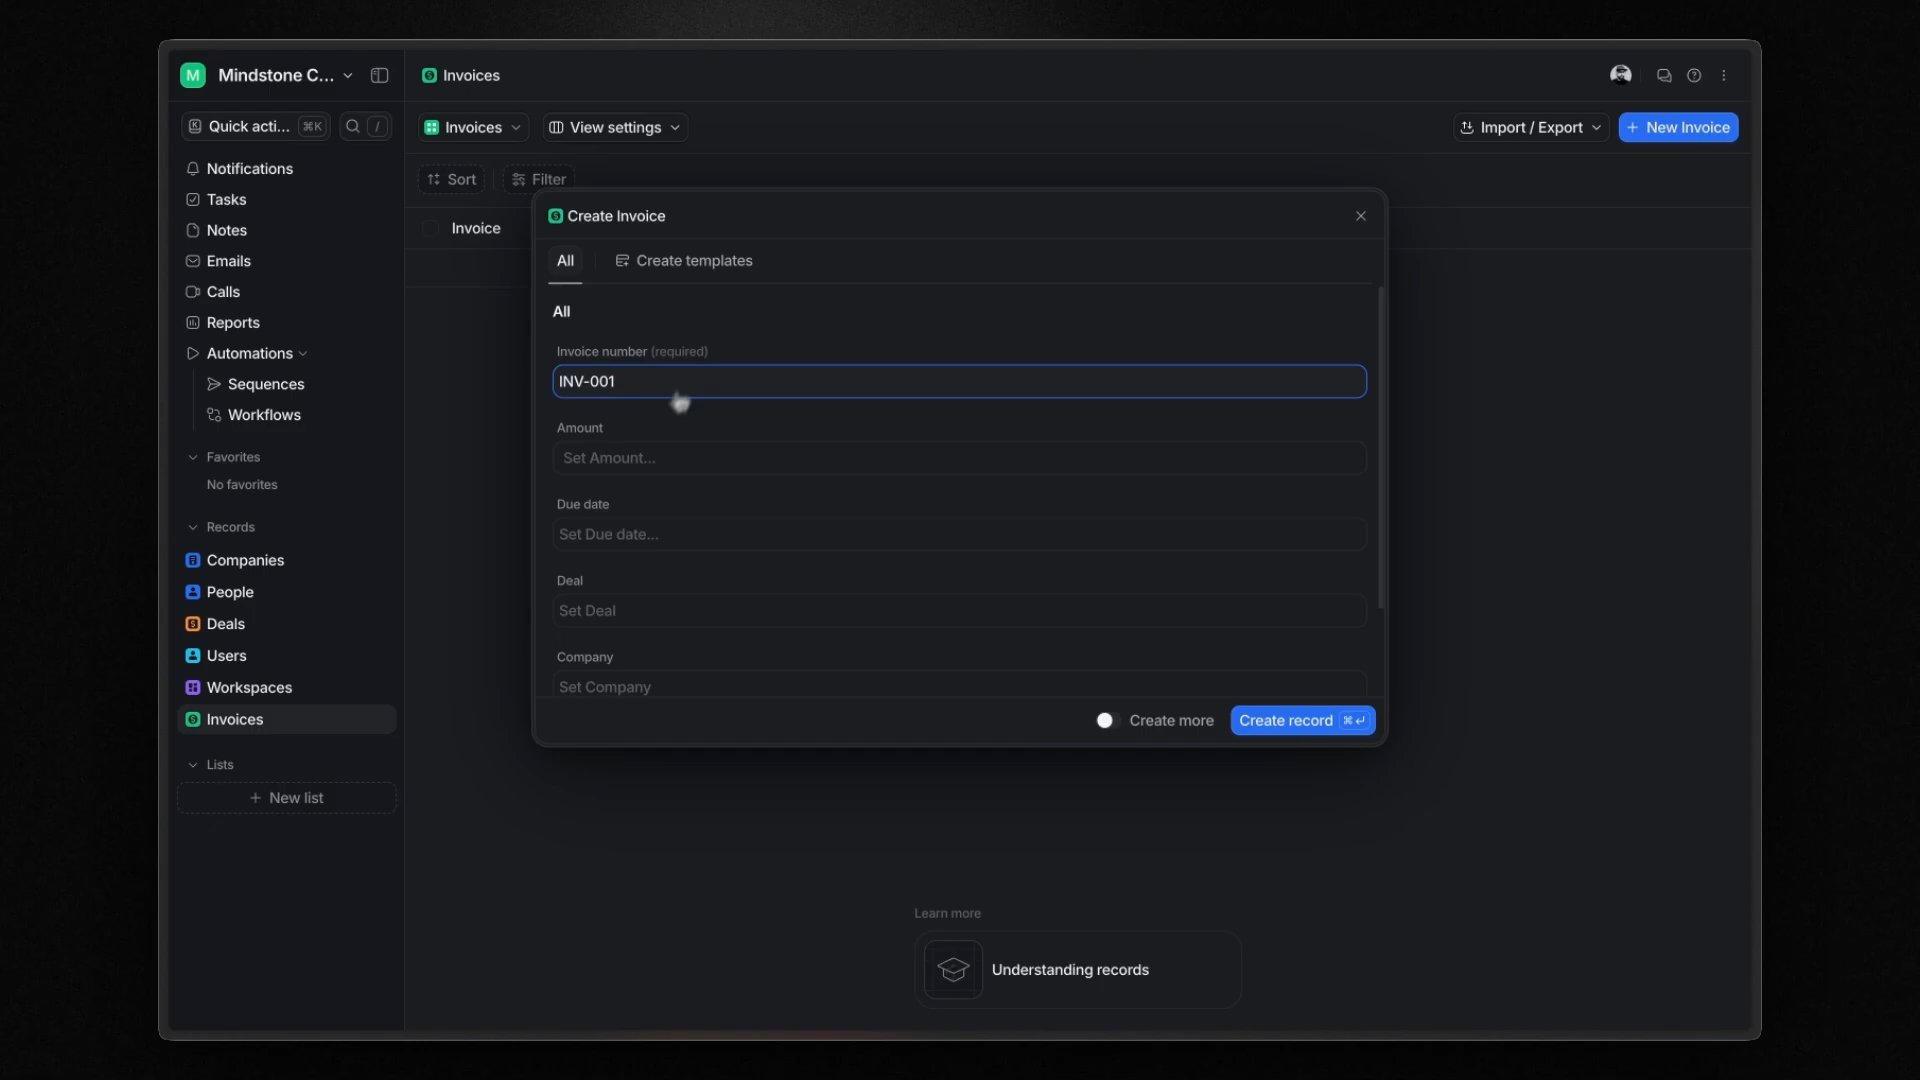 M Mindstone C...
Invoices
Quick acti... ⌘K
/
Invoices
View settings
Import / Export
+ New Invoice
Notifications
Tasks
Notes
Emails
Calls
Reports
Automations
Sequences
Workflows
Favorites
No favorites
Records
Companies
People
Deals
Users
Workspaces
Invoices
Lists
+ New list
Sort
Filter
Invoice
Create Invoice
All
Create templates
All
Invoice number (required)
INV-001
Amount
Set Amount...
Due date
Set Due date...
Deal
Set Deal
Company
Set Company
Create more
Create record ⌘↵
Learn more
Understanding records